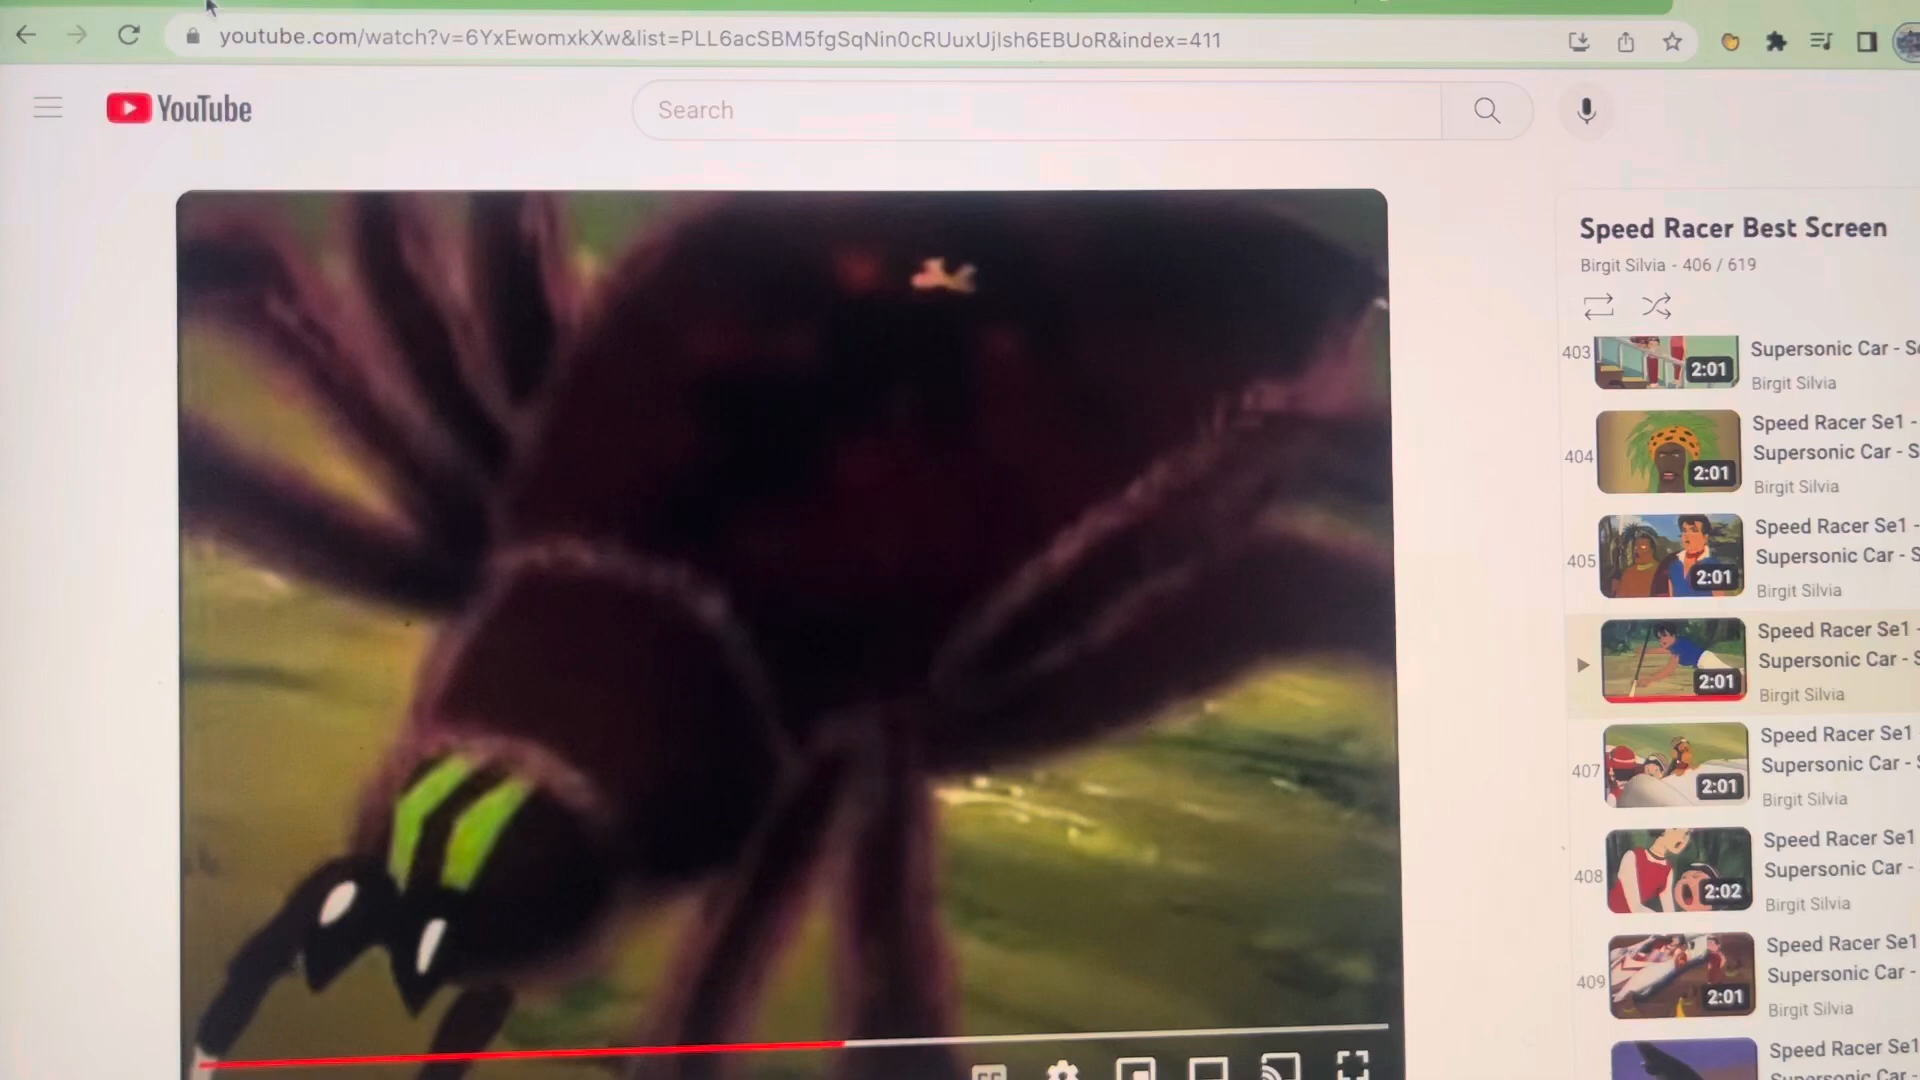 youtube.com/watch?v=6YxEwomxkXw&list=PLL6acSBM5fgSqNin0cRUuxUjlsh6EBUoR&index=411
YouTube
Search
Speed Racer Best Screen
Birgit Silvia - 406 / 619
403
2:01
Supersonic Car - S
Birgit Silvia
404
2:01
Speed Racer Se1 -
Supersonic Car - S
Birgit Silvia
405
2:01
Speed Racer Se1 -
Supersonic Car - S
Birgit Silvia
2:01
Speed Racer Se1 -
Supersonic Car - S
Birgit Silvia
407
2:01
Speed Racer Se1
Supersonic Car -
Birgit Silvia
408
2:02
Speed Racer Se1
Supersonic Car -
Birgit Silvia
409
2:01
Speed Racer Se1
Supersonic Car -
Birgit Silvia
Speed Racer Se1
Supersonic Car -
CC